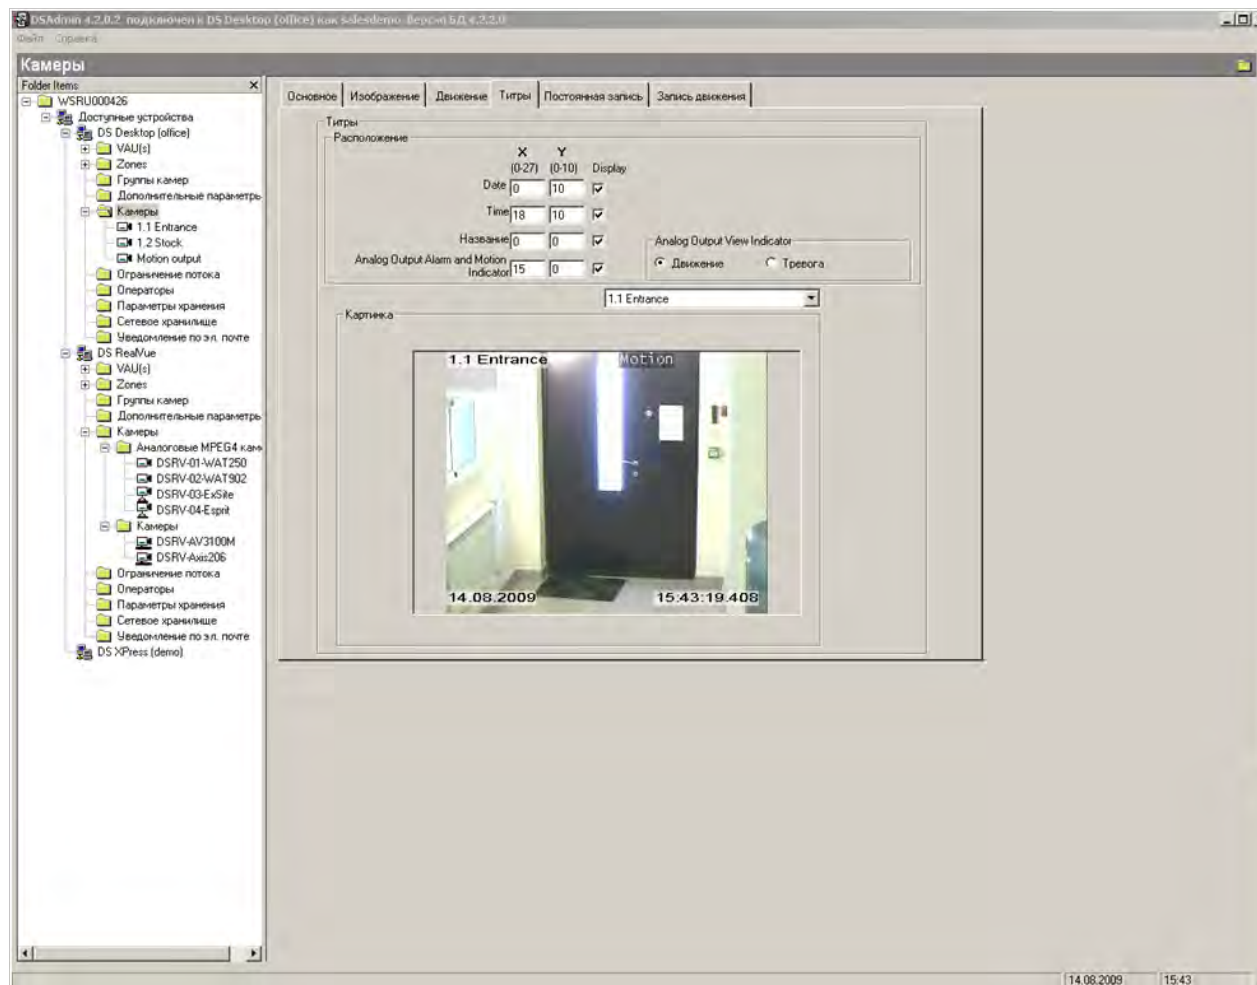 DSAdmin 4.2.0.2, подключен к DS Desktop (office) как salesdemo. Версия БД 4.2.2.0
Файл Справка
Камеры
Folder Items
WSRU000426
Доступные устройства
DS Desktop (office)
VAU(s)
Zones
Группы камер
Дополнительные параметры
Камеры
1.1 Entrance
1.2 Stock
Motion output
Ограничение потока
Операторы
Параметры хранения
Сетевое хранилище
Уведомление по эл. почте
DS RealVue
VAU(s)
Zones
Группы камер
Дополнительные параметры
Камеры
Аналоговые MPEG4 кам
DSRV-01-WAT250
DSRV-02-WAT902
DSRV-03-ExSite
DSRV-04-Esprit
Камеры
DSRV-AV3100M
DSRV-Axis206
Ограничение потока
Операторы
Параметры хранения
Сетевое хранилище
Уведомление по эл. почте
DS XPress (demo)
Основное Изображение Движение Титры Постоянная запись Запись движения
Титры
Расположение
X Y
(0-27) (0-10) Display
Date 0 10
Time 18 10
Название 0 0
Analog Output Alarm and Motion Indicator 15 0
Analog Output View Indicator
Движение Тревога
1.1 Entrance
Картинка
1.1 Entrance Motion
14.08.2009 15:43:19.408
14.08.2009 15:43